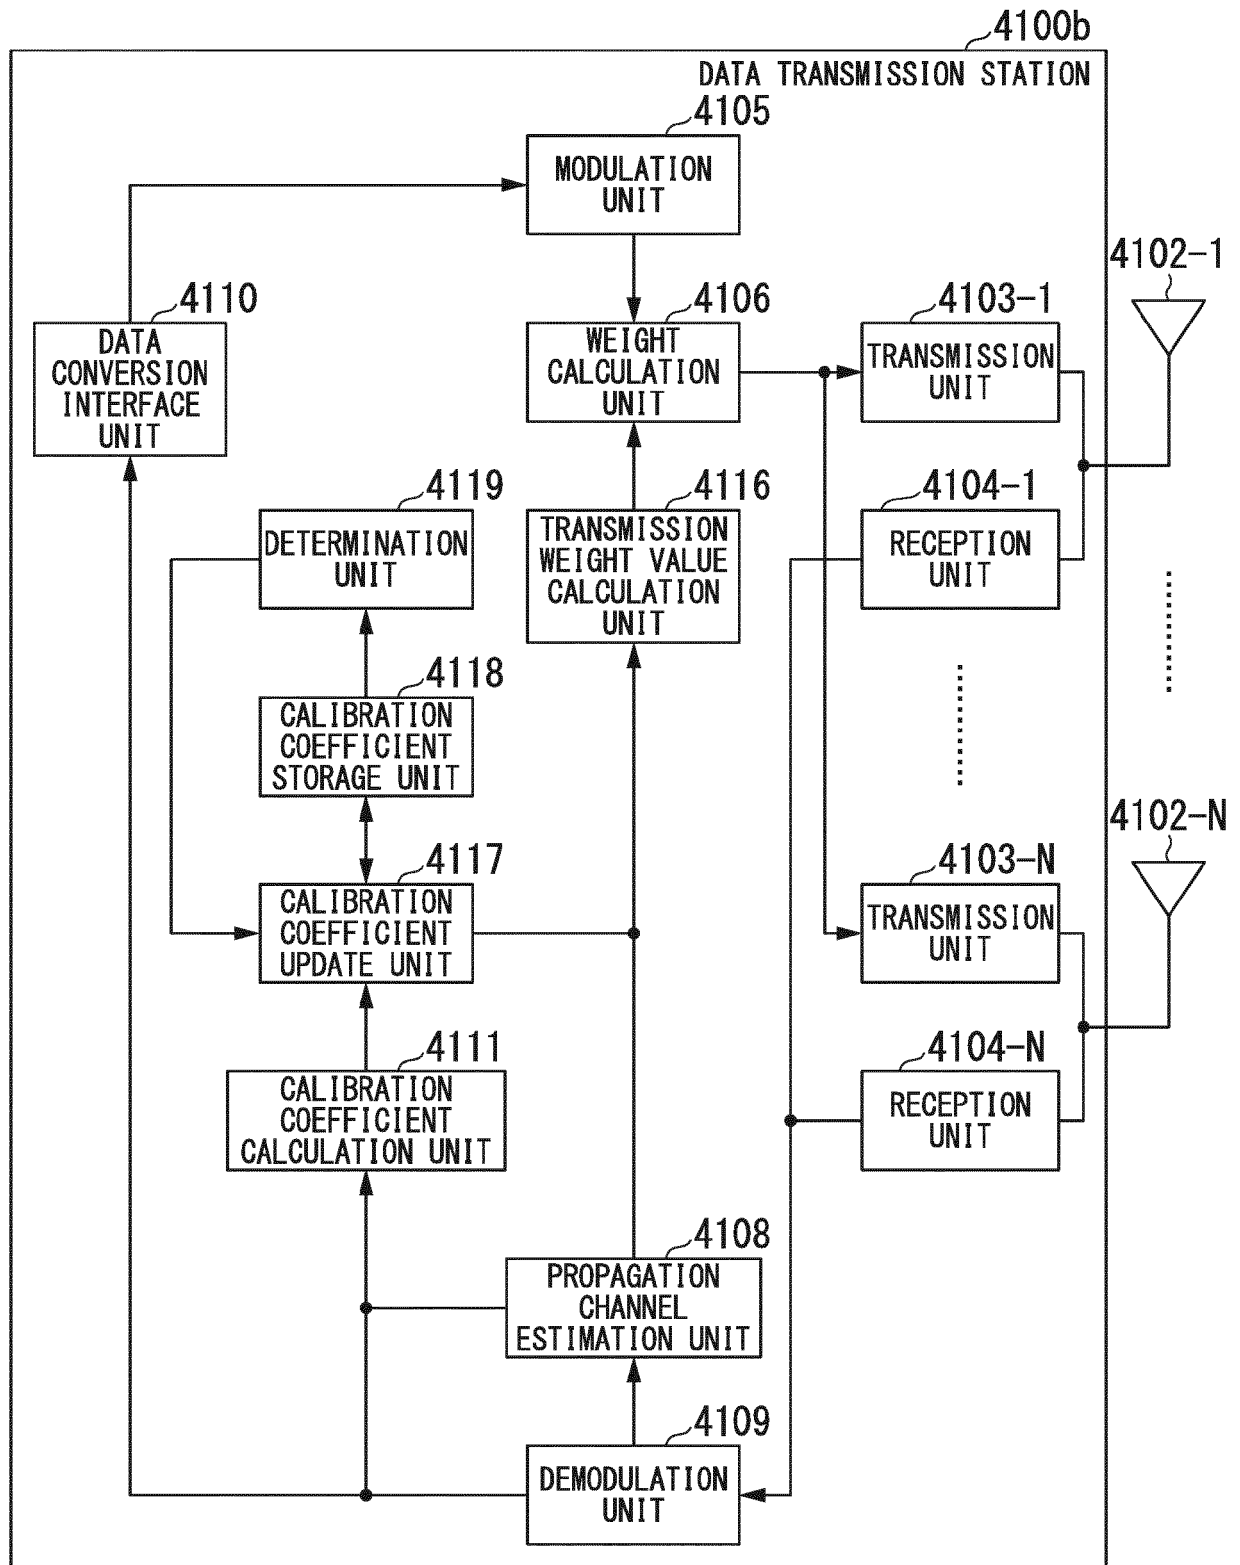 4100b
DATA TRANSMISSION STATION
4105
MODULATION
UNIT
4102-1
4110
4106
4103-1
DATA
CONVERSION
INTERFACE
UNIT
WEIGHT
CALCULATION
UNIT
TRANSMISSION
UNIT
4119
4116
4104-1
DETERMINATION
UNIT
TRANSMISSION
WEIGHT VALUE
CALCULATION
UNIT
RECEPTION
UNIT
4118
CALIBRATION
COEFFICIENT
STORAGE UNIT
4102-N
4117
4103-N
CALIBRATION
COEFFICIENT
UPDATE UNIT
TRANSMISSION
UNIT
4111
4104-N
CALIBRATION
COEFFICIENT
CALCULATION UNIT
RECEPTION
UNIT
4108
PROPAGATION
CHANNEL
ESTIMATION UNIT
4109
DEMODULATION
UNIT